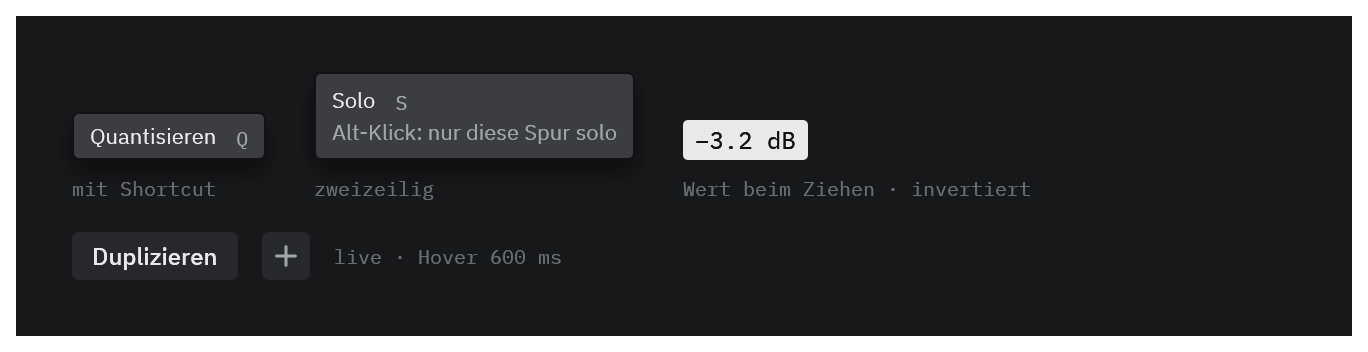 Solo S
Quantisieren Q
Alt-Klick: nur diese Spur solo
−3.2 dB
mit Shortcut
zweizeilig
Wert beim Ziehen · invertiert
Duplizieren
live · Hover 600 ms